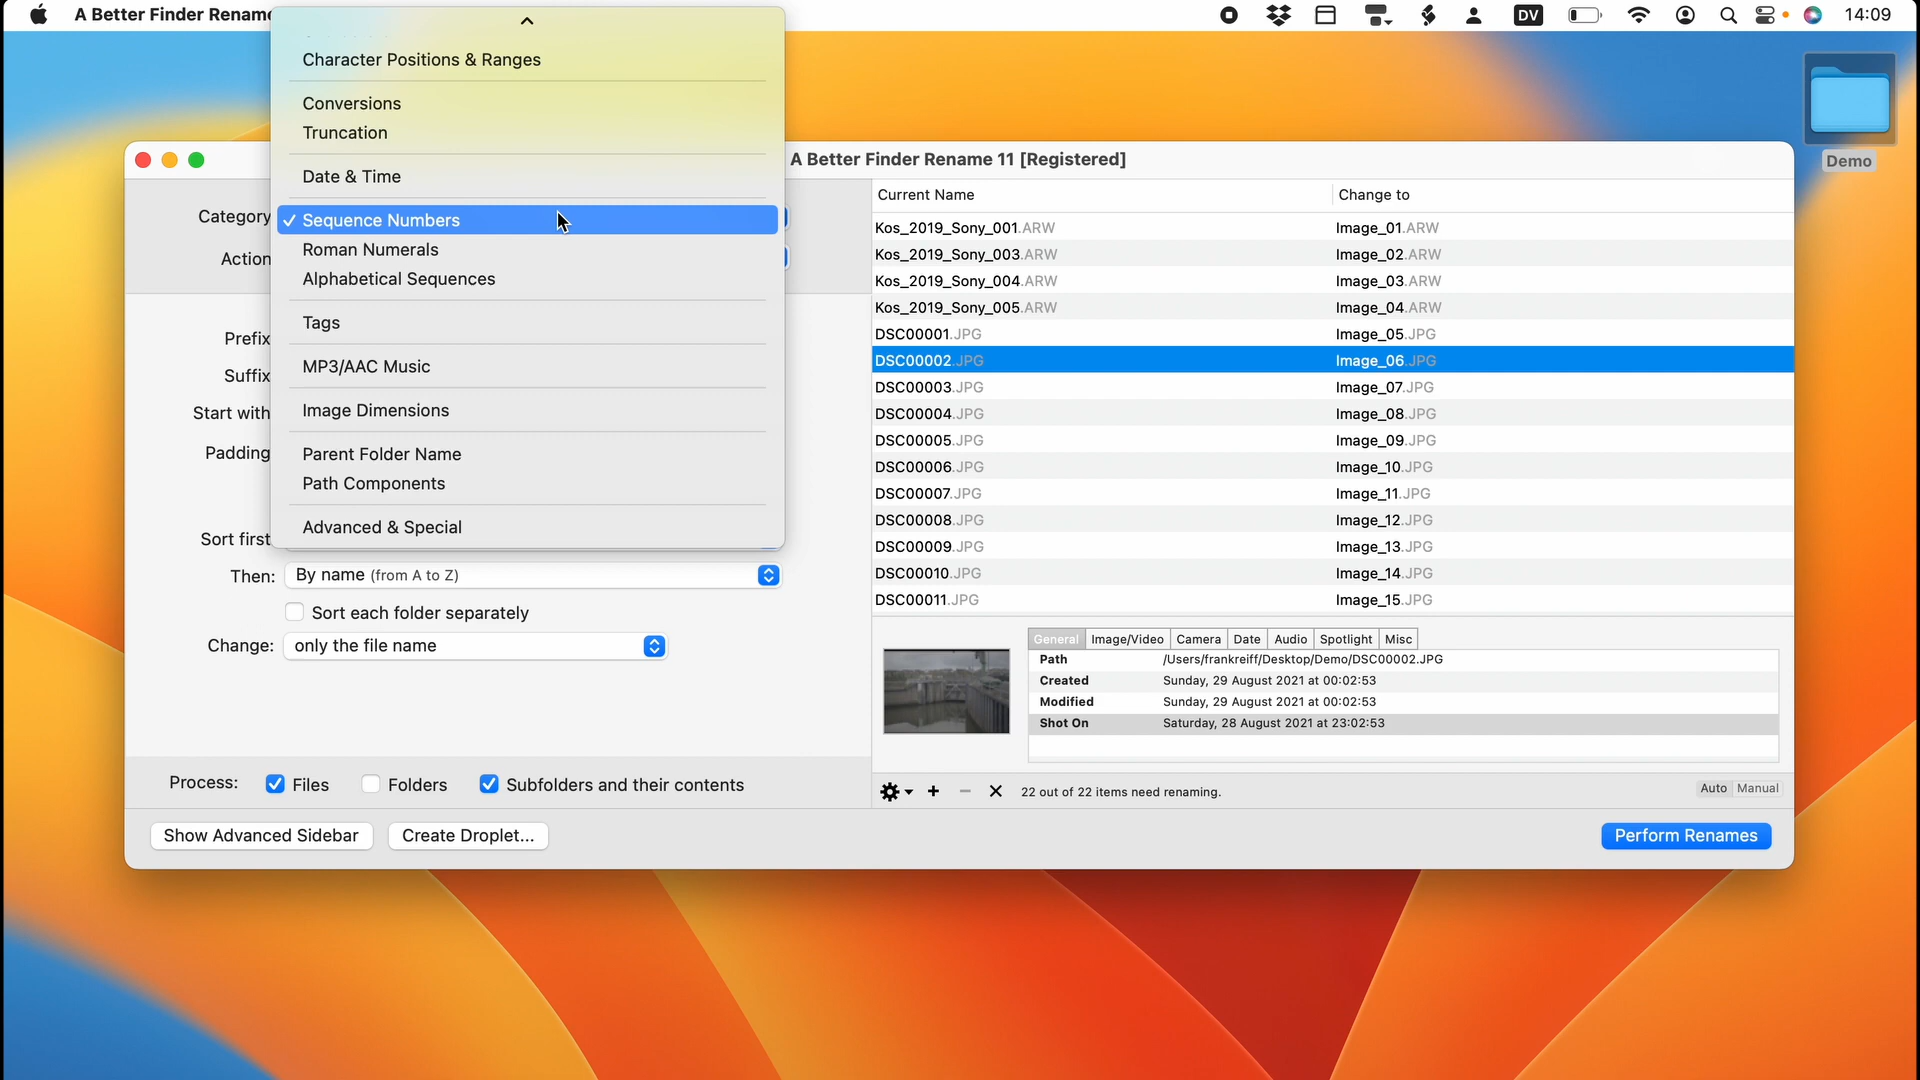 A Better Finder Rename
DV
14:09
Demo
Character Positions & Ranges
Conversions
Truncation
Date & Time
✓ Sequence Numbers
Roman Numerals
Alphabetical Sequences
Tags
MP3/AAC Music
Image Dimensions
Parent Folder Name
Path Components
Advanced & Special
A Better Finder Rename 11 [Registered]
Category
Action
Prefix
Suffix
Start with
Padding
Sort first
Then: By name (from A to Z)
Sort each folder separately
Change: only the file name
Process: Files Folders Subfolders and their contents
Show Advanced Sidebar Create Droplet...
Current Name Change to
Kos_2019_Sony_001.ARW Image_01.ARW
Kos_2019_Sony_003.ARW Image_02.ARW
Kos_2019_Sony_004.ARW Image_03.ARW
Kos_2019_Sony_005.ARW Image_04.ARW
DSC00001.JPG Image_05.JPG
DSC00002.JPG Image_06.JPG
DSC00003.JPG Image_07.JPG
DSC00004.JPG Image_08.JPG
DSC00005.JPG Image_09.JPG
DSC00006.JPG Image_10.JPG
DSC00007.JPG Image_11.JPG
DSC00008.JPG Image_12.JPG
DSC00009.JPG Image_13.JPG
DSC00010.JPG Image_14.JPG
DSC00011.JPG Image_15.JPG
General Image/Video Camera Date Audio Spotlight Misc
Path /Users/frankreiff/Desktop/Demo/DSC00002.JPG
Created Sunday, 29 August 2021 at 00:02:53
Modified Sunday, 29 August 2021 at 00:02:53
Shot On Saturday, 28 August 2021 at 23:02:53
22 out of 22 items need renaming.
Auto Manual
Perform Renames